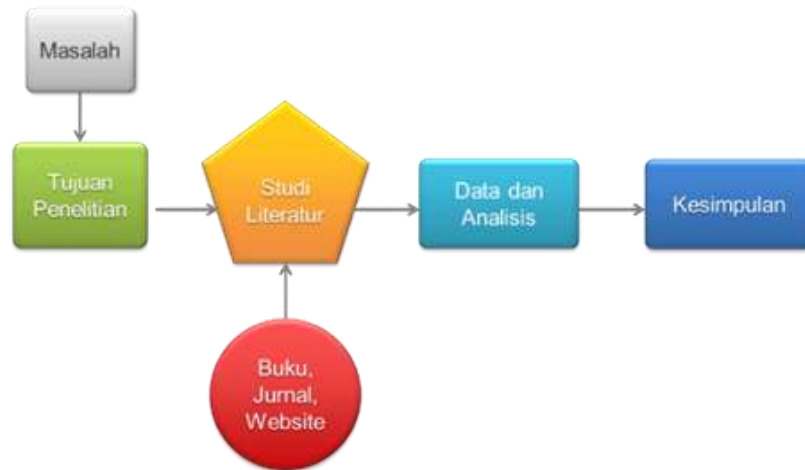 Masalah
Tujuan
Penelitian
Studi
Literatur
Data dan
Analisis
Kesimpulan
Buku,
Jurnal,
Website